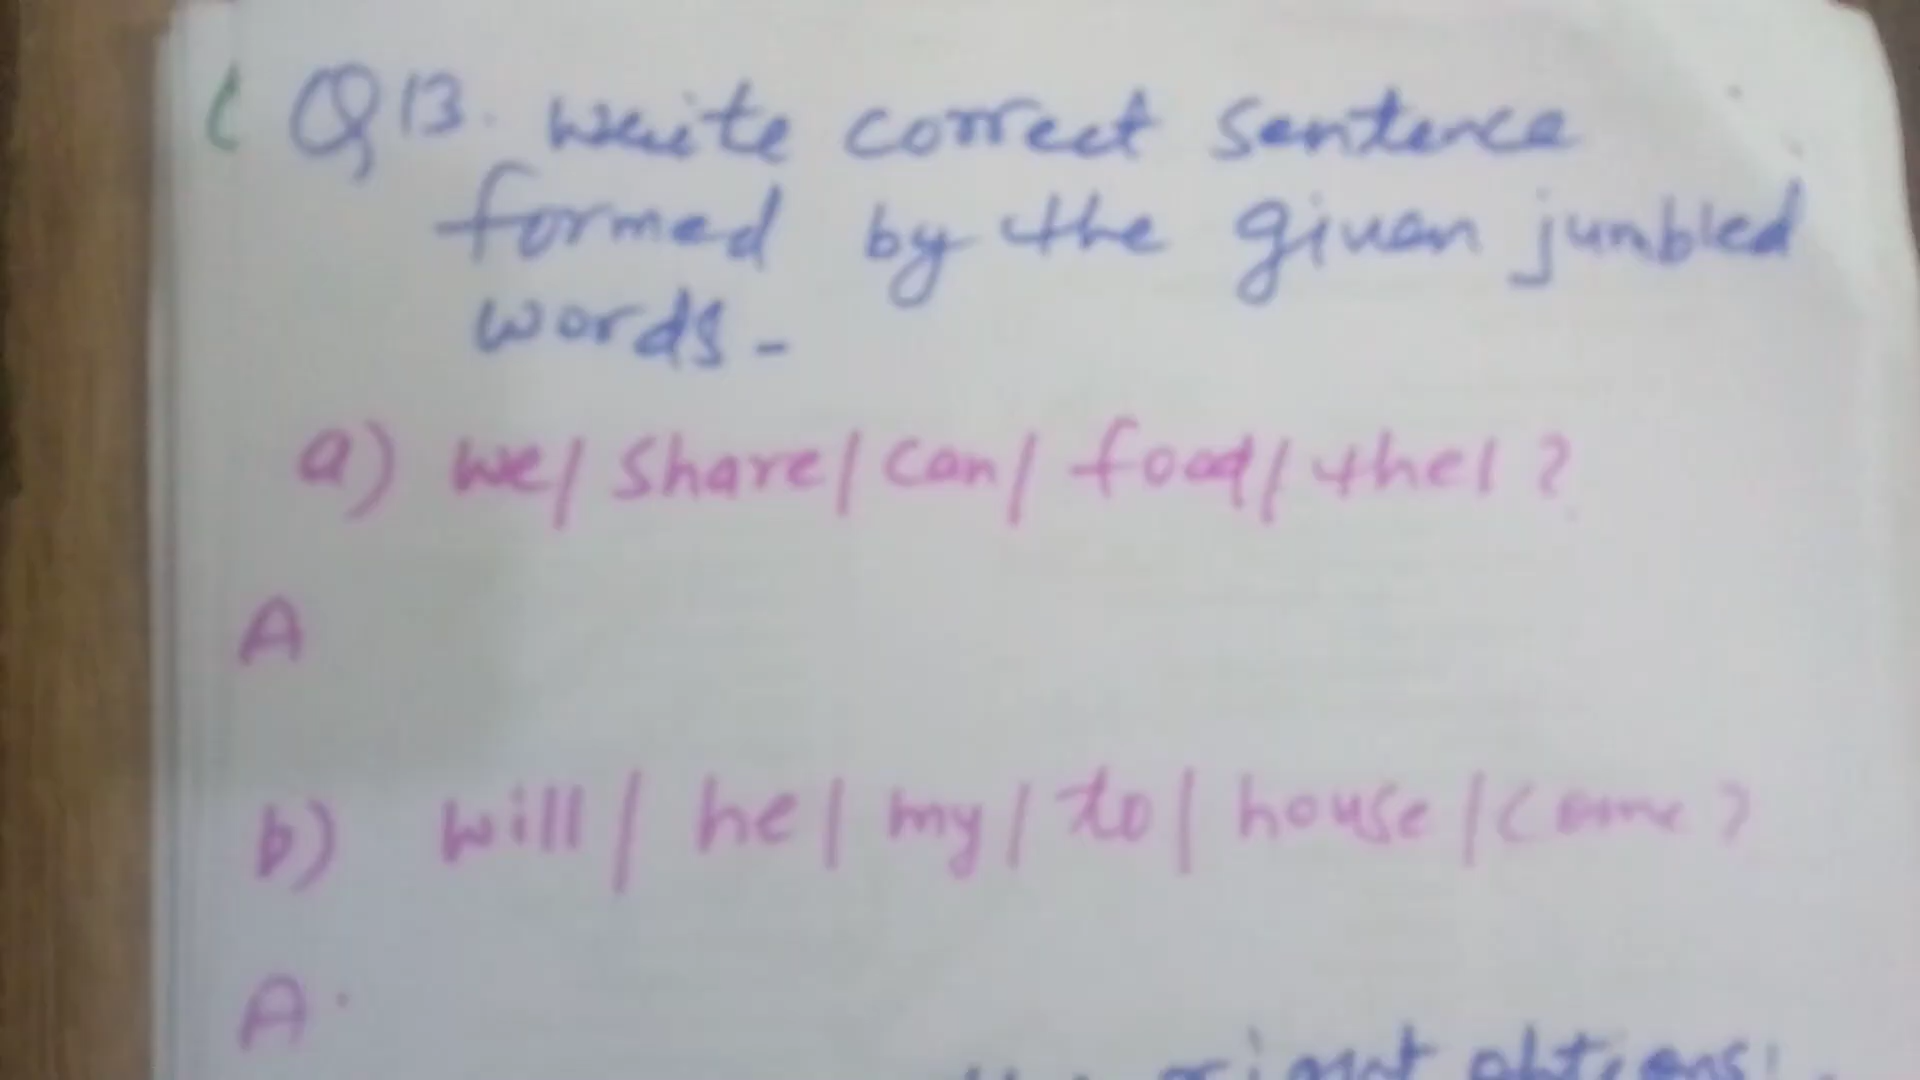 ( Q13. Write correct sentence
formed by the given jumbled
words -
a) we/ Share/ can/ food/ the/ ?
A
b) will/ he/ my/ to/ house/ come ?
A.
options